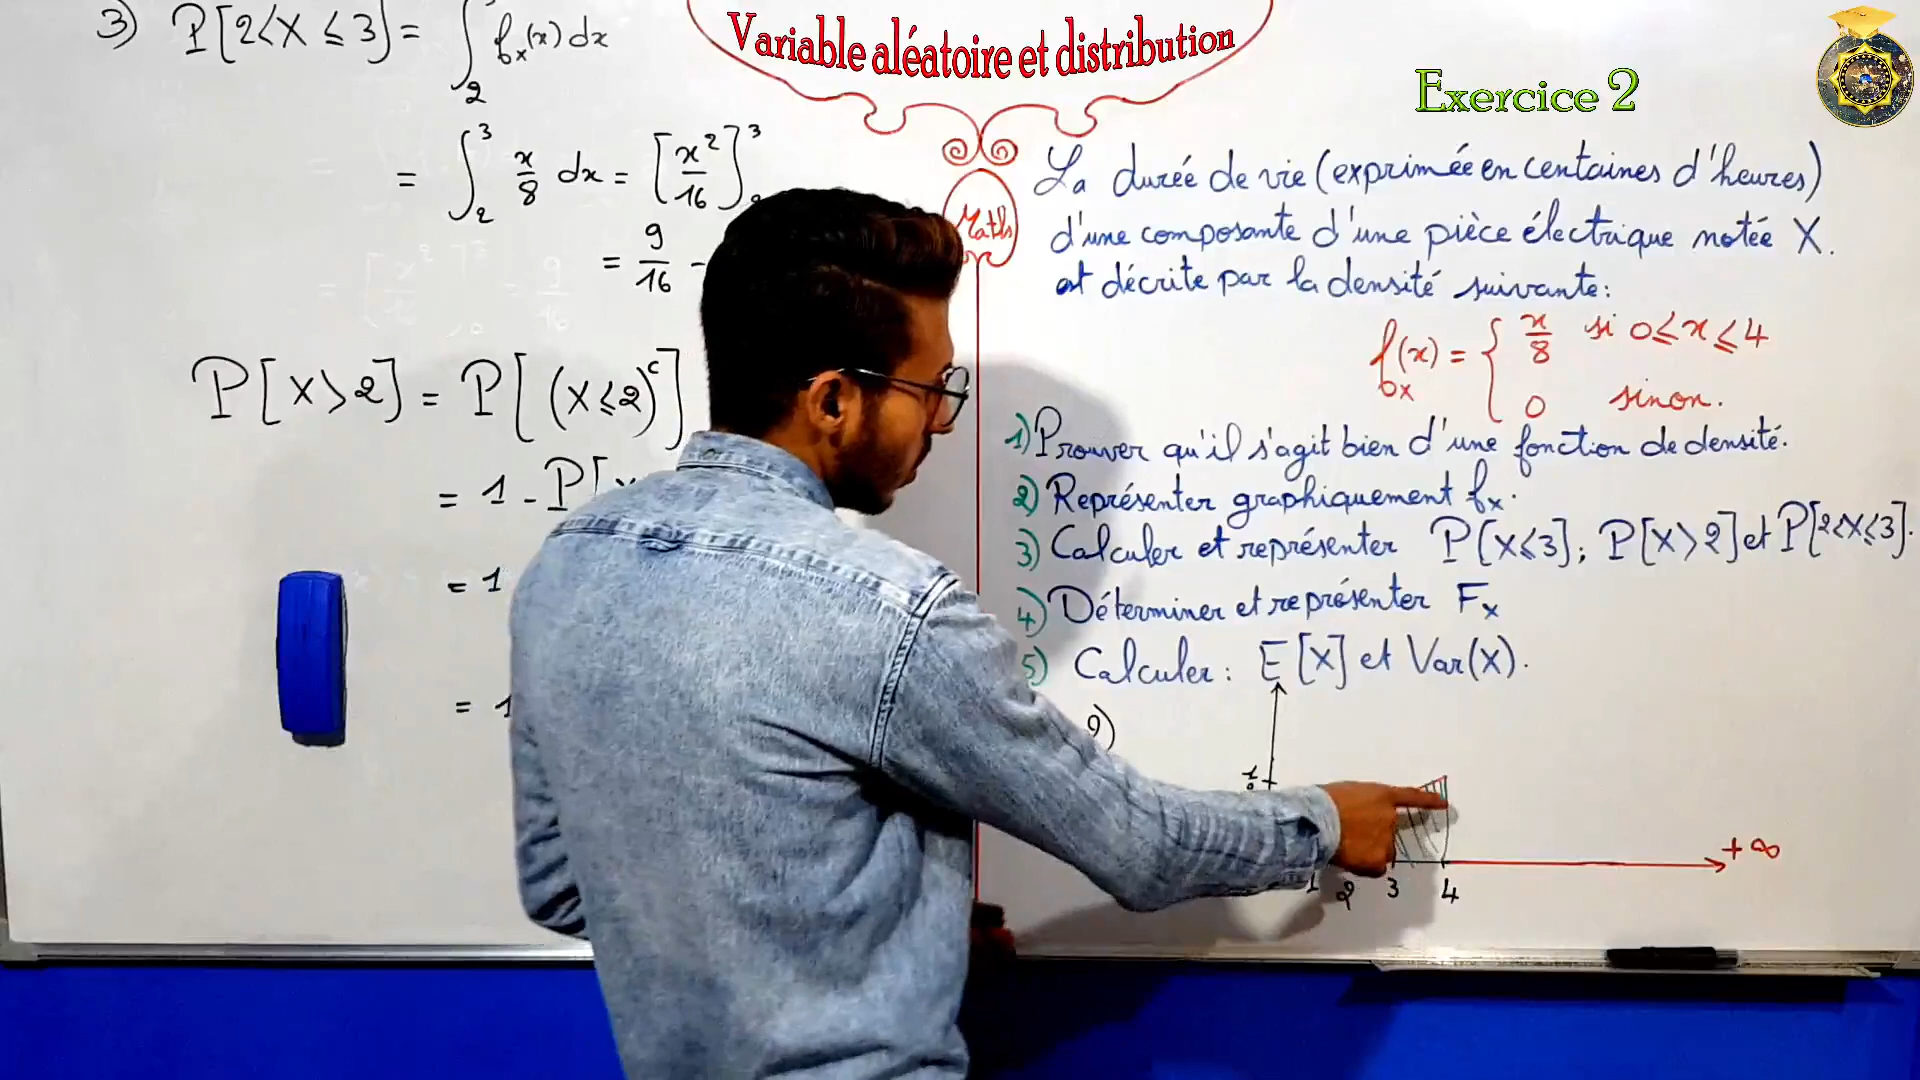 Variable aléatoire et distribution
Exercice 2
Maths
3) P[2<X≤3] = ∫₂ fx(x) dx
= ∫₂³ x/8 dx = [x²/16]³
= 9/16 -
P[X>2] = P[(X≤2)ᶜ]
= 1 - P[
= 1
= 1
La durée de vie (exprimée en centaines d'heures)
d'une composante d'une pièce électrique notée X.
est décrite par la densité suivante:
fx(x) = { x/8 si 0≤x≤4
0 sinon.
1) Prouver qu'il s'agit bien d'une fonction de densité.
2) Représenter graphiquement fx.
3) Calculer et représenter P[X≤3]; P[X>2] et P[2<X≤3].
4) Déterminer et représenter Fx
5) Calculer: E[X] et Var(X).
2)
+∞
1 2 3 4